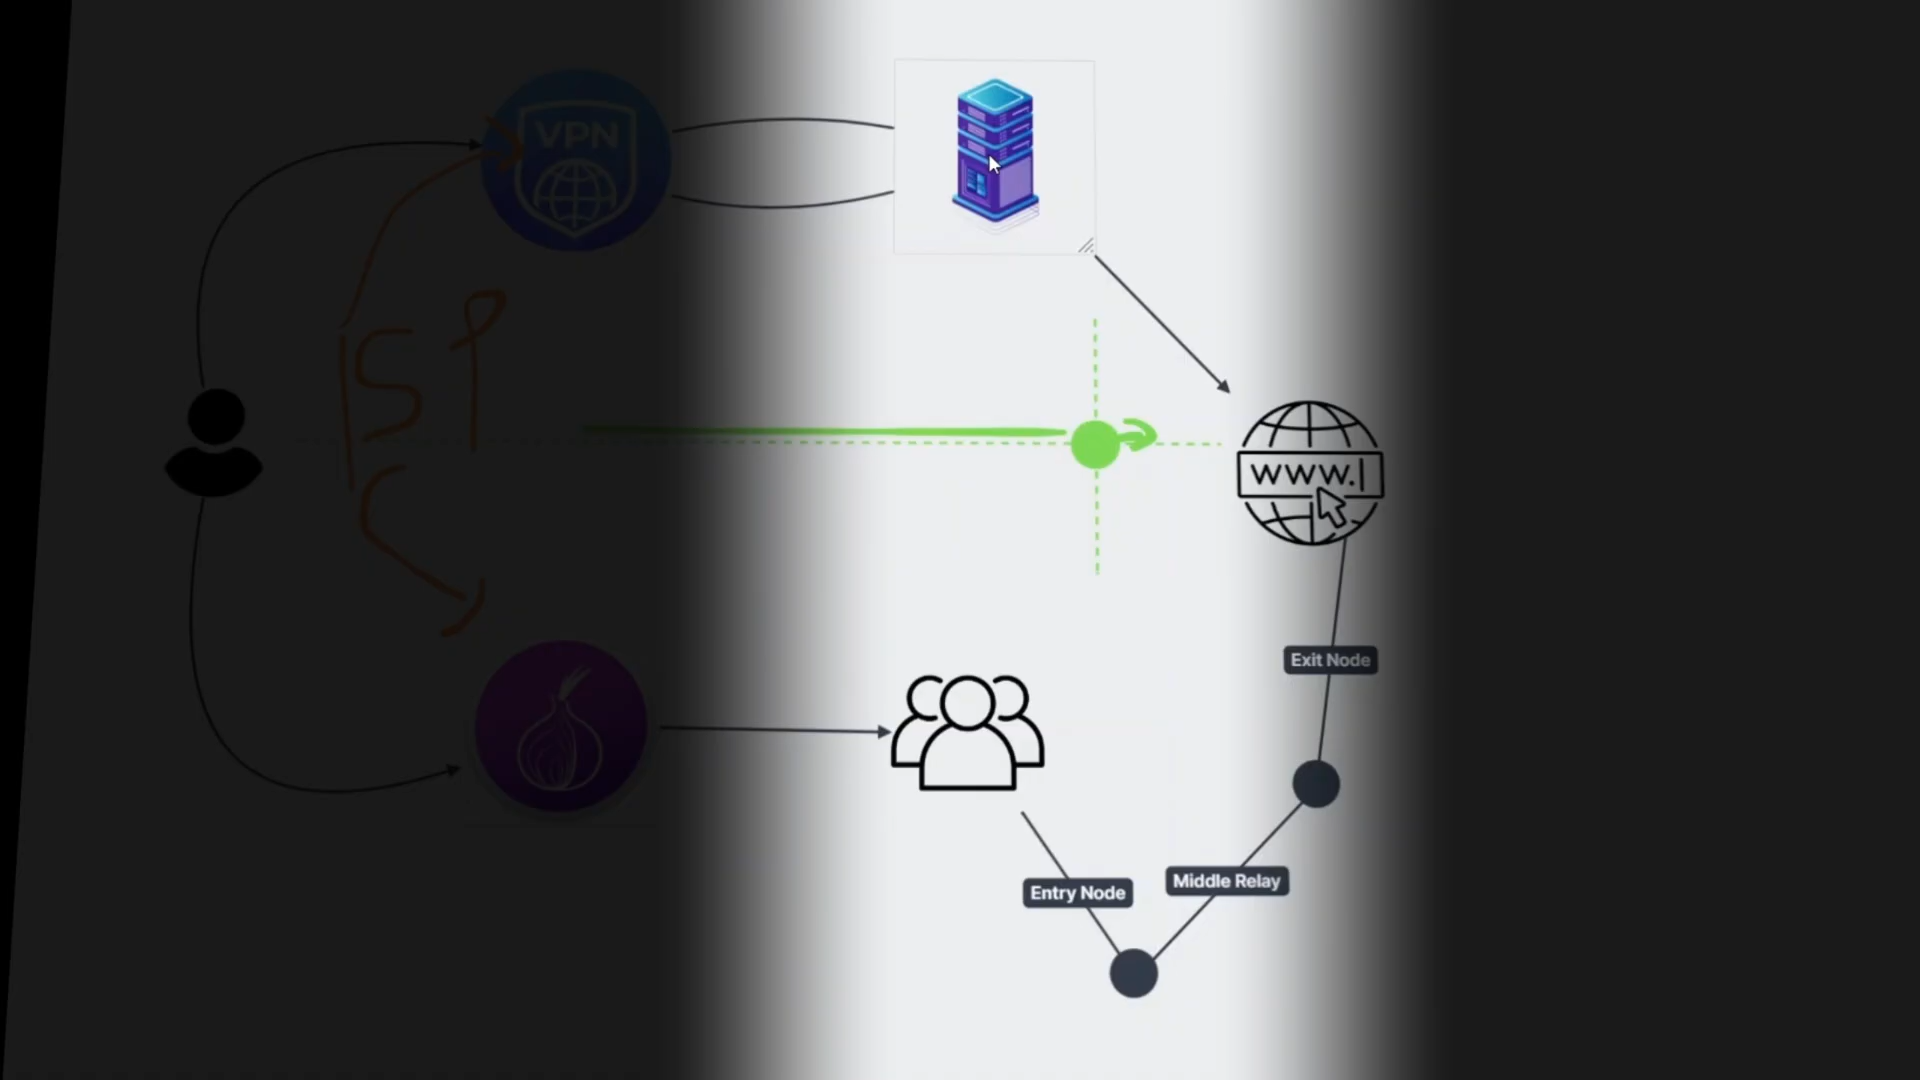 VPN
ISP
www.
Exit Node
Middle Relay
Entry Node